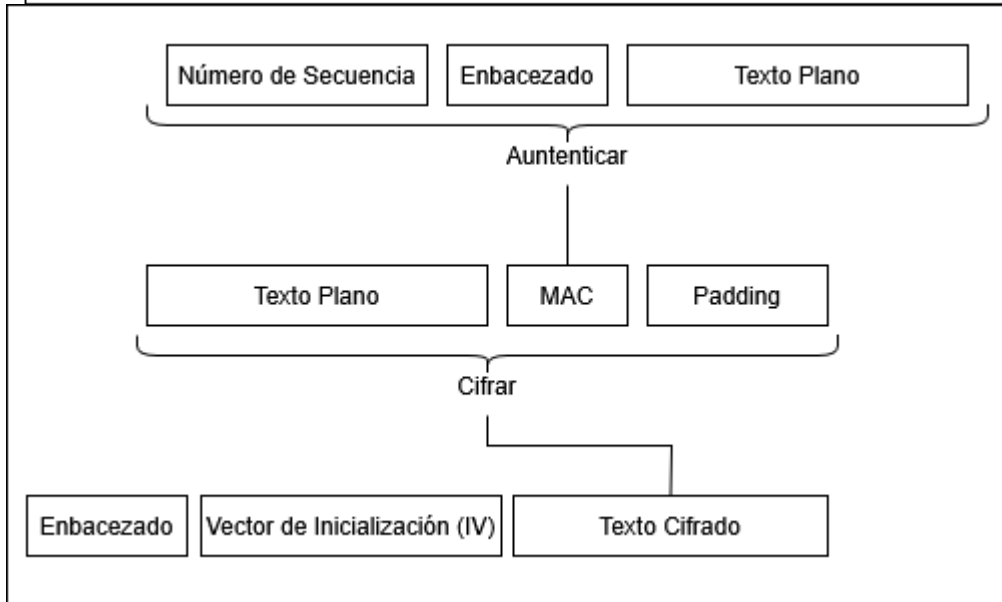 Número de Secuencia
Enbacezado
Texto Plano
Auntenticar
Texto Plano
MAC
Padding
Cifrar
Enbacezado
Vector de Inicialización (IV)
Texto Cifrado